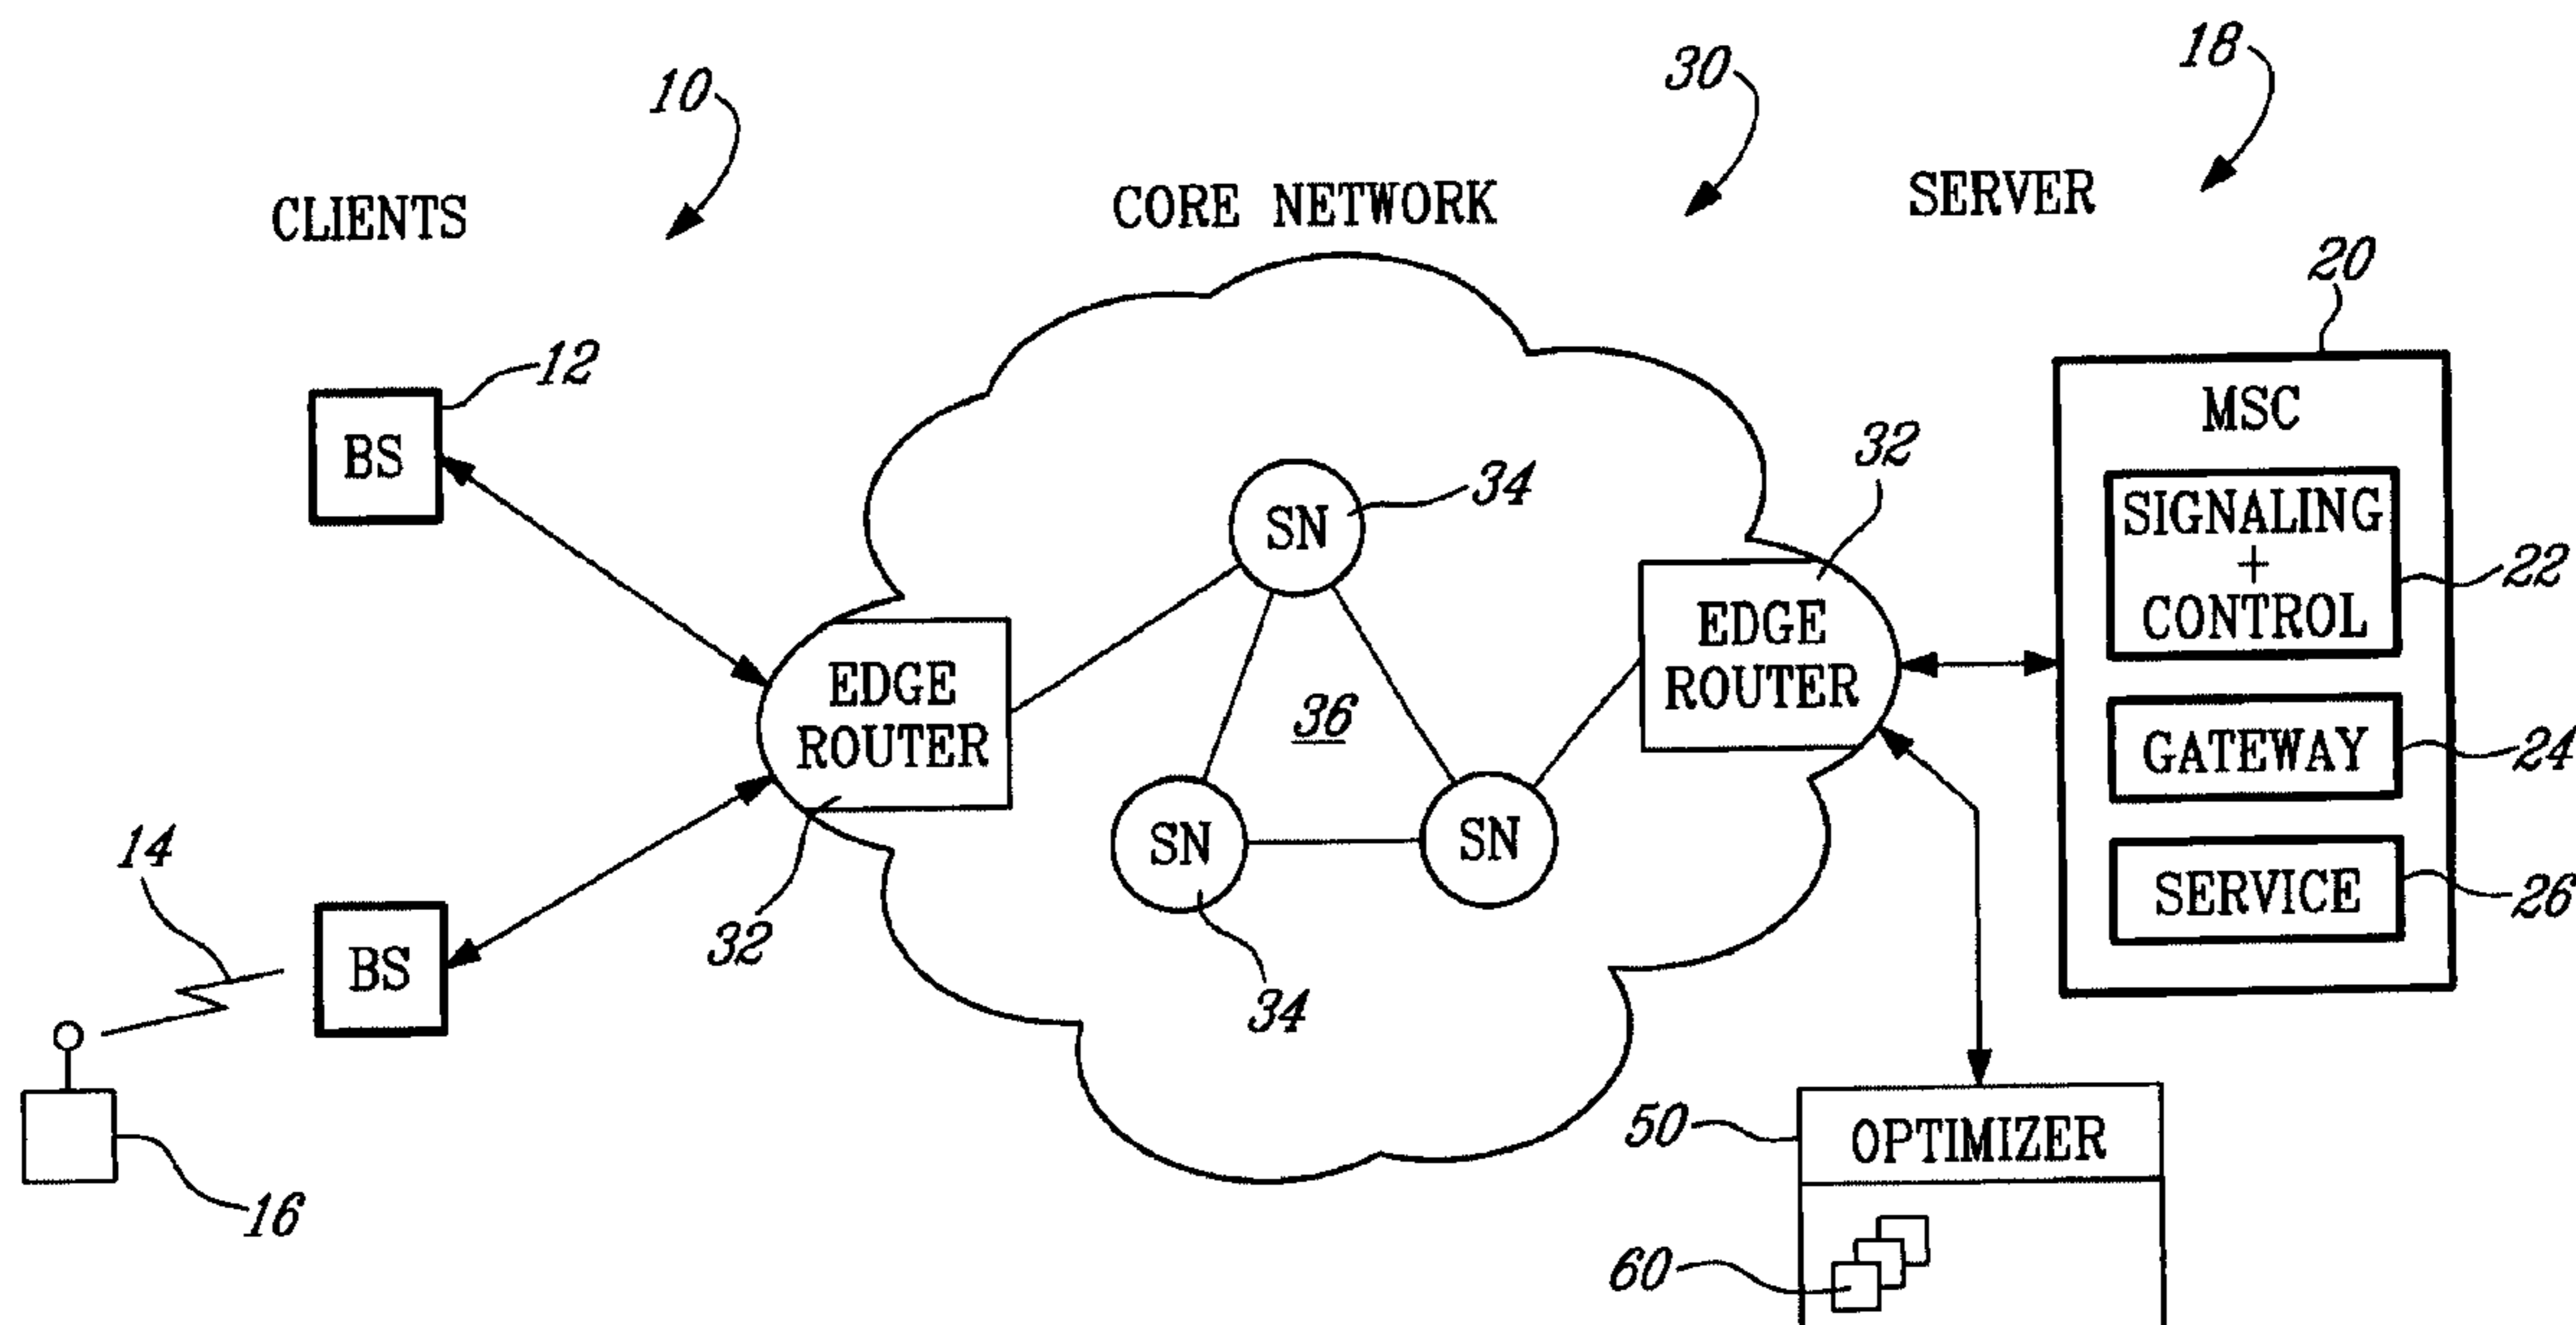 10
30
18
CLIENTS
CORE NETWORK
SERVER
20
12
BS
MSC
32
34
SN
SIGNALING
+
CONTROL
22
EDGE
ROUTER
EDGE
ROUTER
36
GATEWAY
24
SN
SN
14
32
34
SERVICE
26
BS
16
50
OPTIMIZER
60